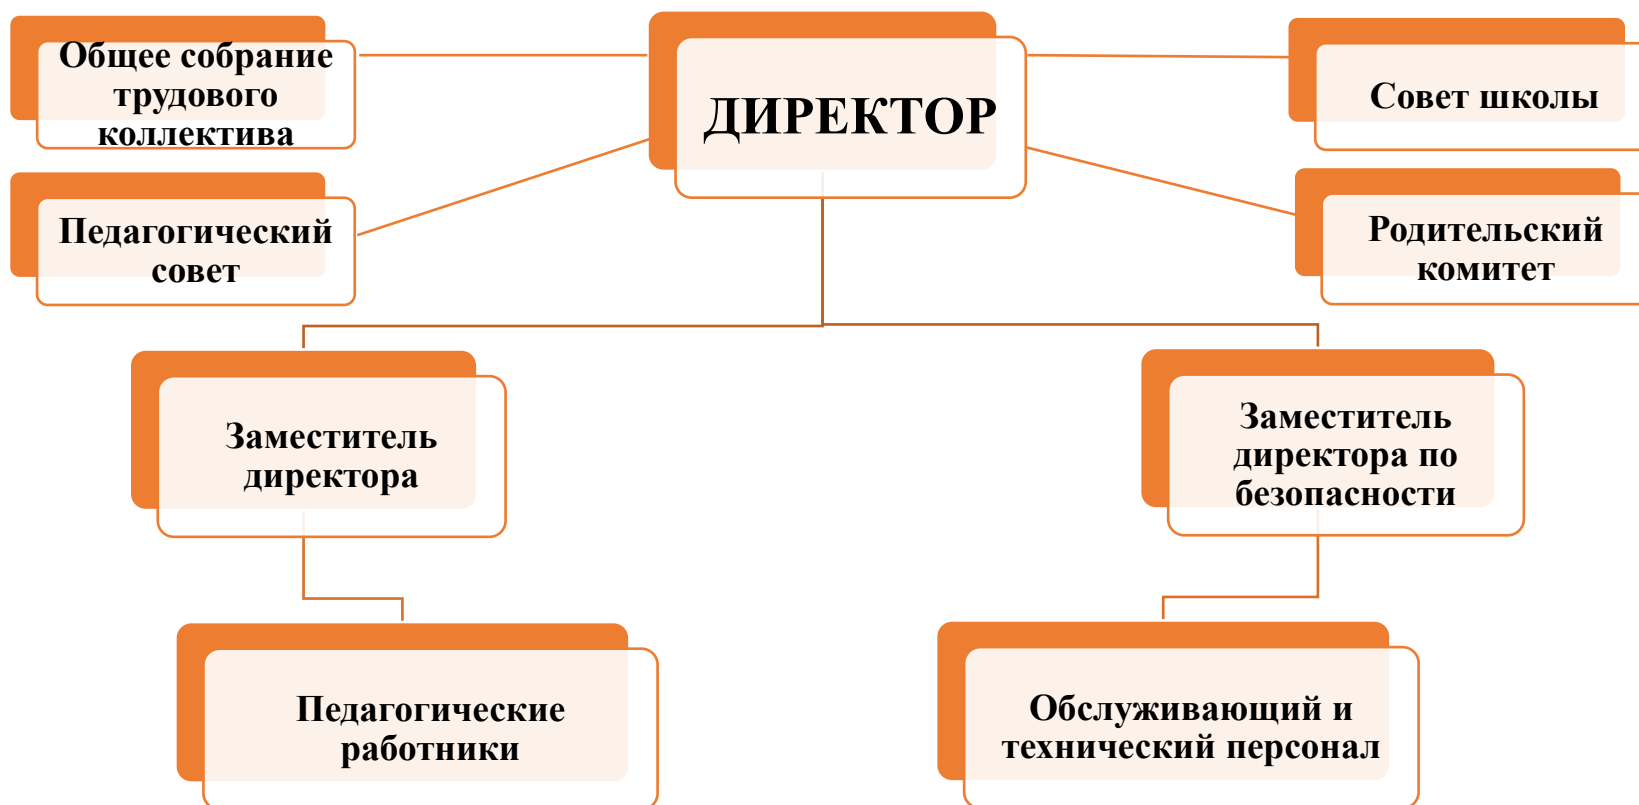 Общее собрание
трудового
коллектива
ДИРЕКТОР
Совет школы
Педагогический
совет
Родительский
комитет
Заместитель
директора
Заместитель
директора по
безопасности
Педагогические
работники
Обслуживающий и
технический персонал